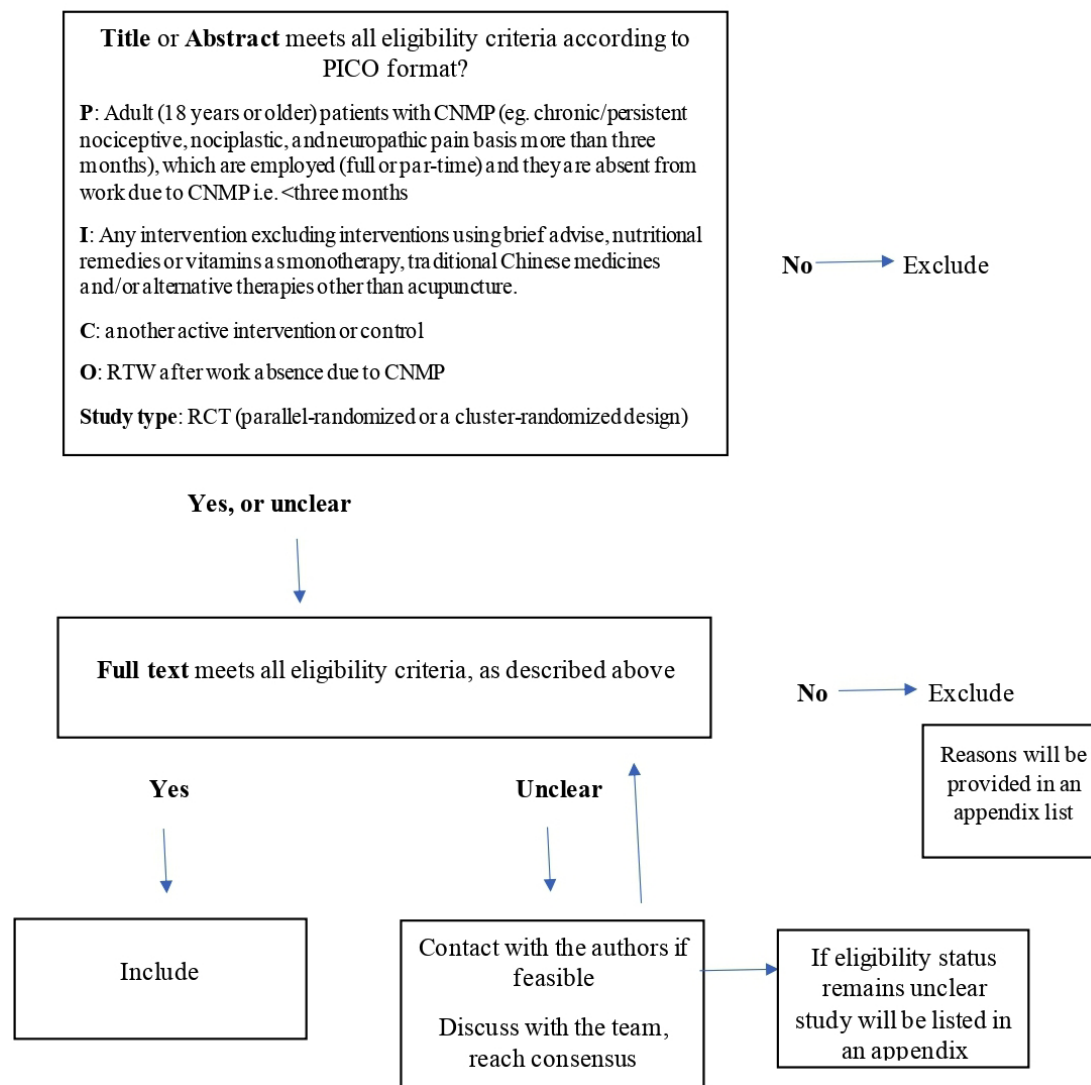 Title or Abstract meets all eligibility criteria according to
PICO format?
P: Adult (18 years or older) patients with CNMP (eg. chronic/persistent
nociceptive, nociplastic, and neuropathic pain basis more than three
months), which are employed (full or par-time) and they are absent from
work due to CNMP i.e. <three months
I: Any intervention excluding interventions using brief advise, nutritional
remedies or vitamins as monotherapy, traditional Chinese medicines
and/or alternative therapies other than acupuncture.
C: another active intervention or control
O: RTW after work absence due to CNMP
Study type: RCT (parallel-randomized or a cluster-randomized design)
No
Exclude
Yes, or unclear
Full text meets all eligibility criteria, as described above
No
Exclude
Reasons will be
provided in an
appendix list
Yes
Unclear
Include
Contact with the authors if
feasible
Discuss with the team,
reach consensus
If eligibility status
remains unclear
study will be listed in
an appendix